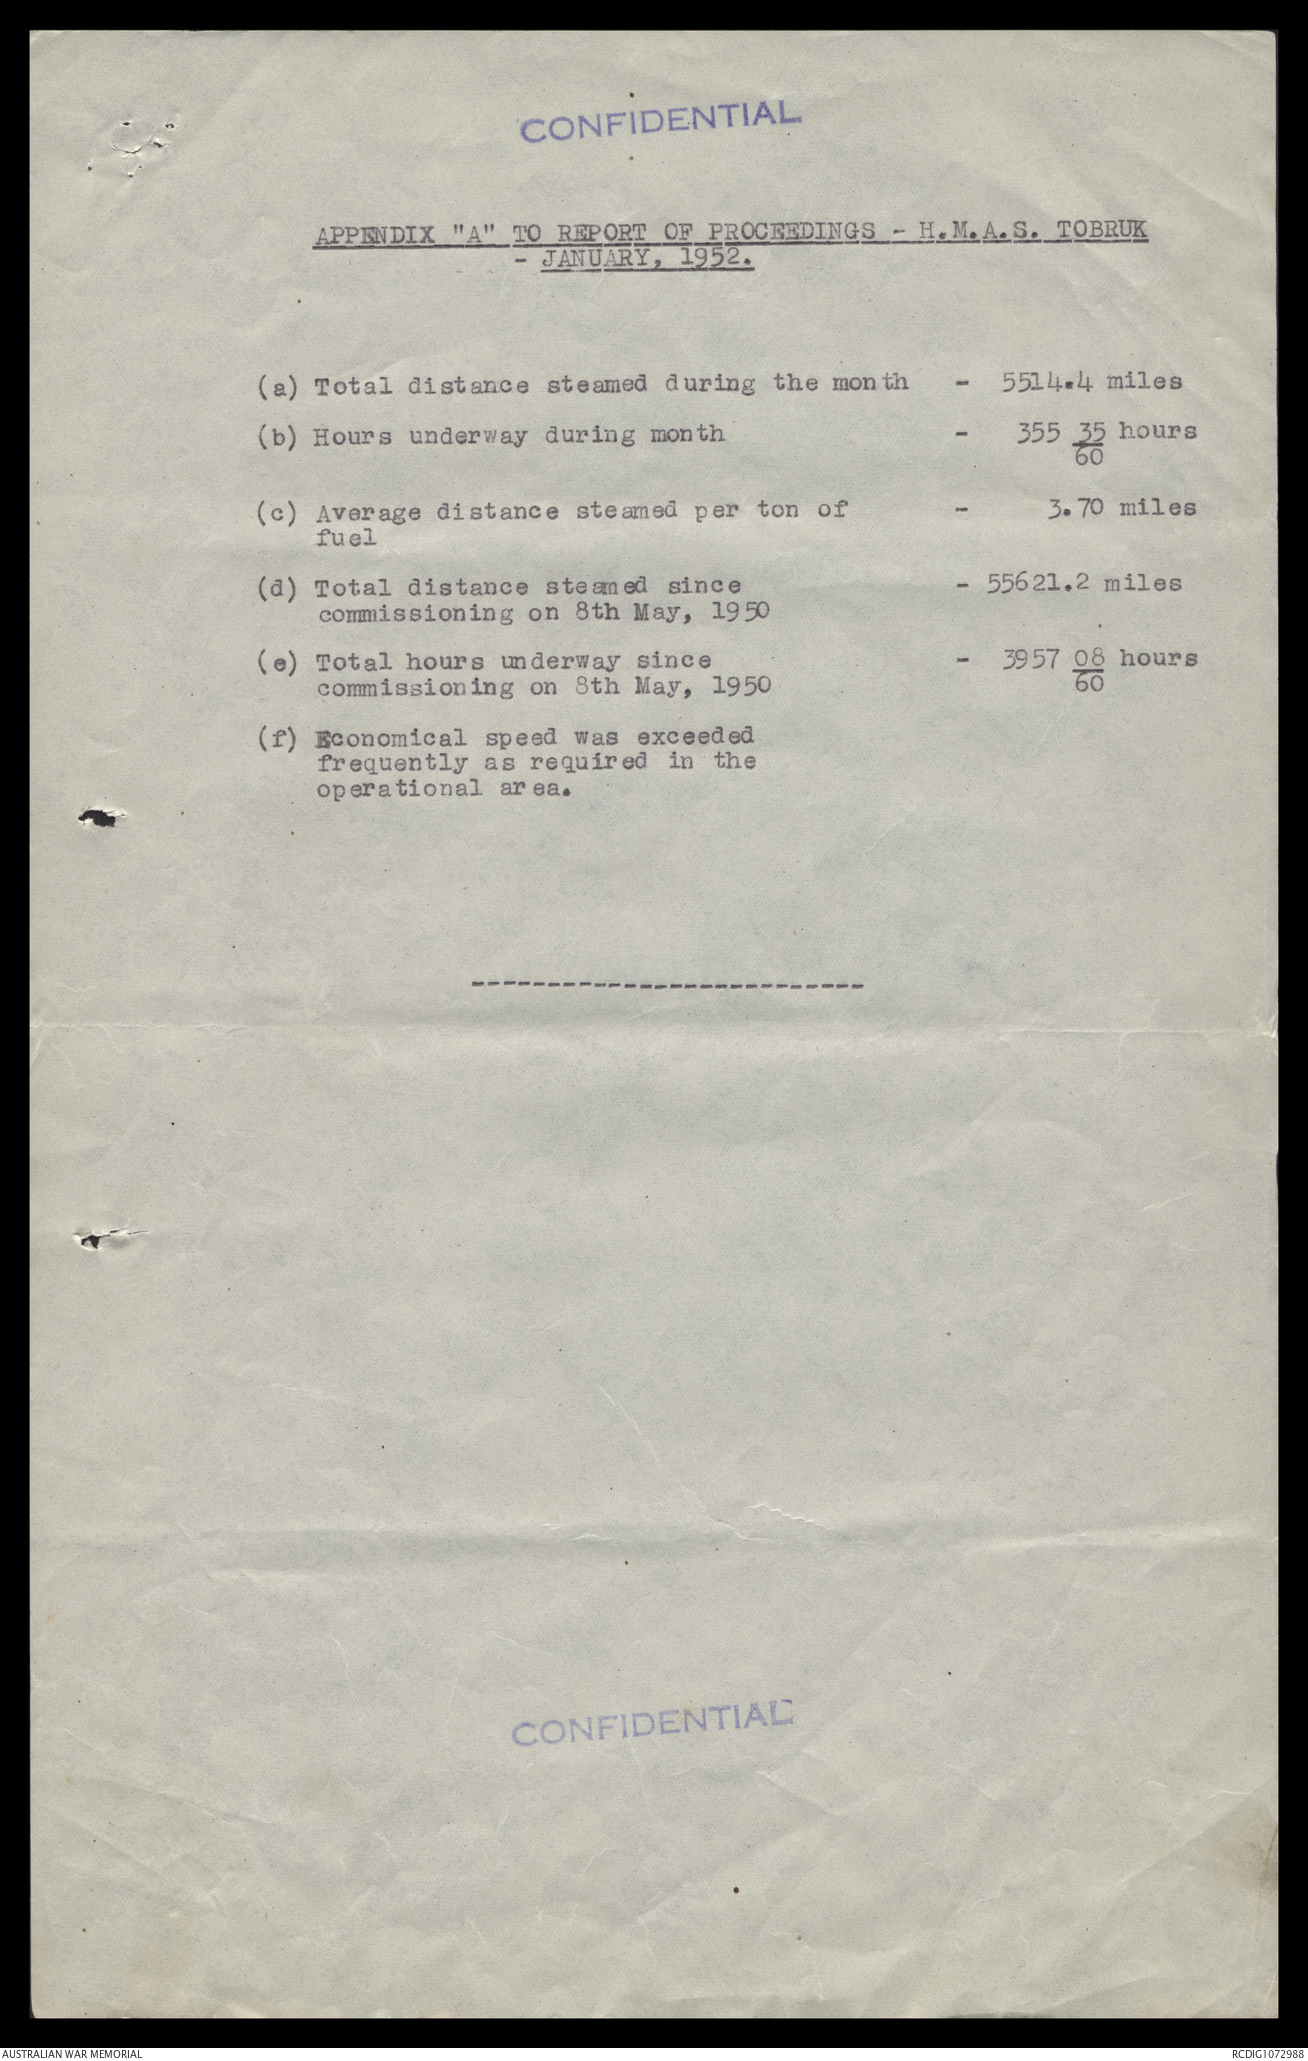 CONFIDENTIAL
APPENDIX "A" TO REPORT OF PROCEEDINGS - H.M.A.S. TOBRUK
- JANUARY, 1952.
(a) Total distance steamed during the month - 5514.4 miles
(b) Hours underway during month - 355 35 hours
60
(c) Average distance steamed per ton of - 3.70 miles
fuel
(d) Total distance steamed since - 55621.2 miles
commissioning on 8th May, 1950
(e) Total hours underway since - 3957 08 hours
commissioning on 8th May, 1950 60
(f) Economical speed was exceeded
frequently as required in the
operational area.
--------------------------
CONFIDENTIAL
AUSTRALIAN WAR MEMORIAL
RCDIG1072988